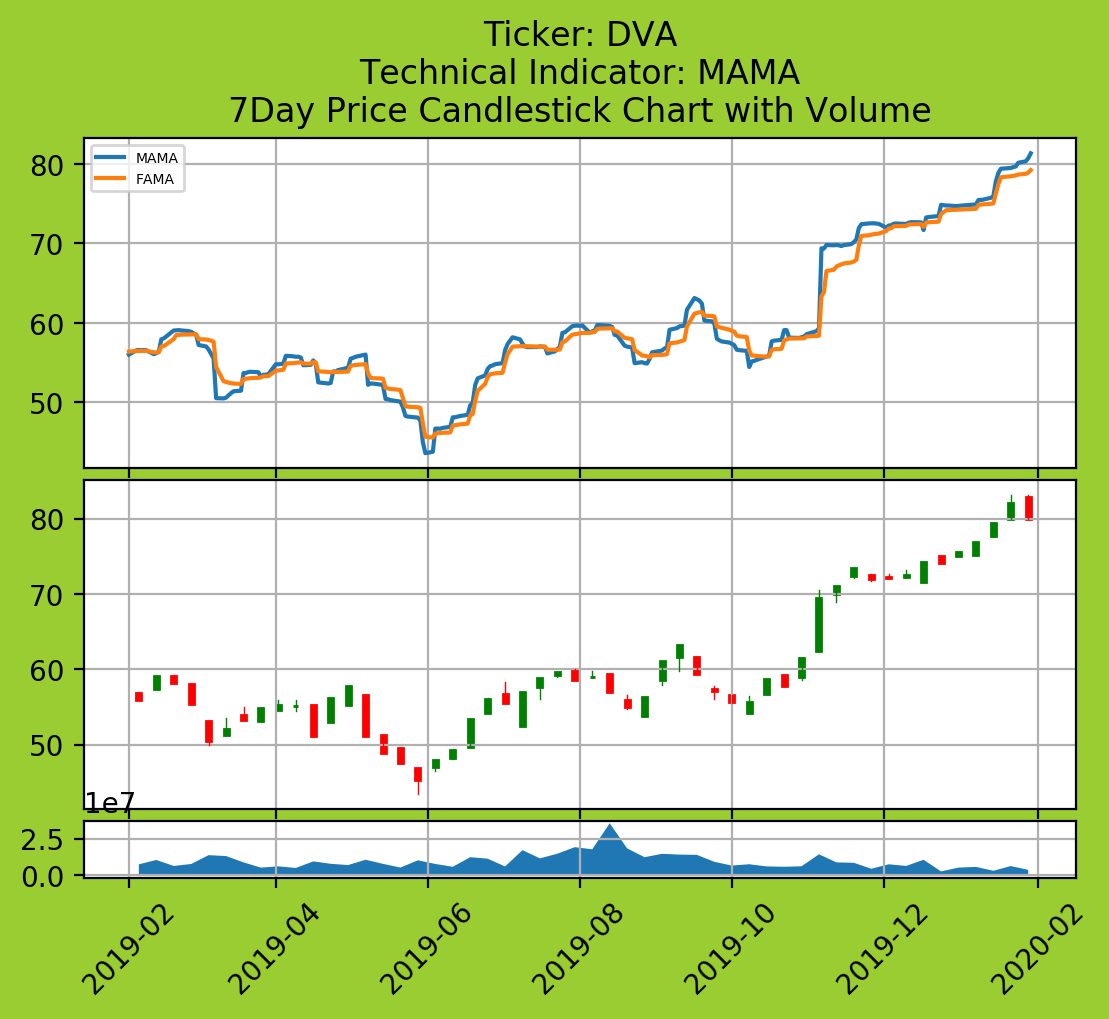 Ticker: DVA
Technical Indicator: MAMA
7Day Price Candlestick Chart with Volume
MAMA
FAMA
80
70
60
50
80
70
60
50
1e7
2.5
0.0
2019-02
2019-04
2019-06
2019-08
2019-10
2019-12
2020-02